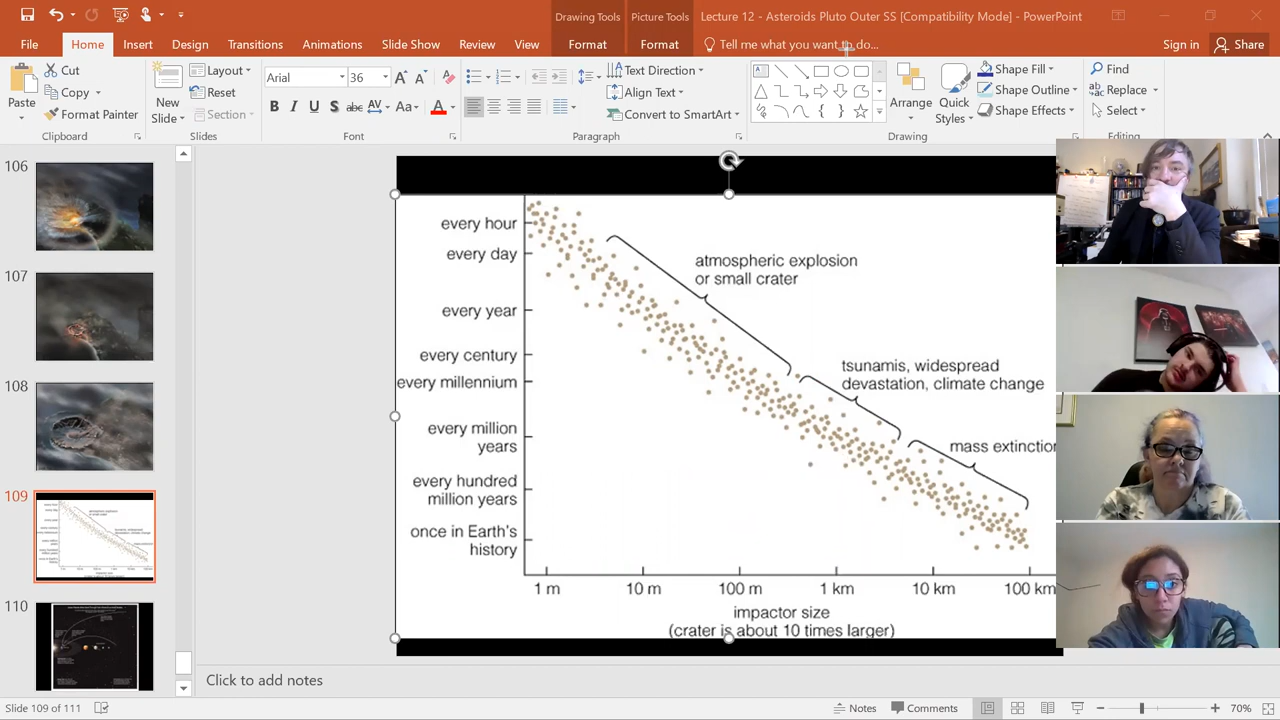 Drawing Tools
Picture Tools
Lecture 12 - Asteroids Pluto Outer SS [Compatibility Mode] - PowerPoint
File
Home
Insert
Design
Transitions
Animations
Slide Show
Review
View
Format
Format
Tell me what you want to do...
Sign in
Share
Paste
Cut
Copy
Format Painter
Clipboard
New
Slide
Layout
Reset
Section
Slides
Arial
36
B I U S abc AV Aa A
Font
Text Direction
Align Text
Convert to SmartArt
Paragraph
Arrange
Quick
Styles
Shape Fill
Shape Outline
Shape Effects
Drawing
Find
Replace
Select
Editing
106
107
108
109
110
every hour
every day
every year
every century
every millennium
every million
years
every hundred
million years
once in Earth's
history
atmospheric explosion
or small crater
tsunamis, widespread
devastation, climate change
mass extinction
1 m
10 m
100 m
1 km
10 km
100 km
impactor size
(crater is about 10 times larger)
Click to add notes
Slide 109 of 111
Notes
Comments
70%